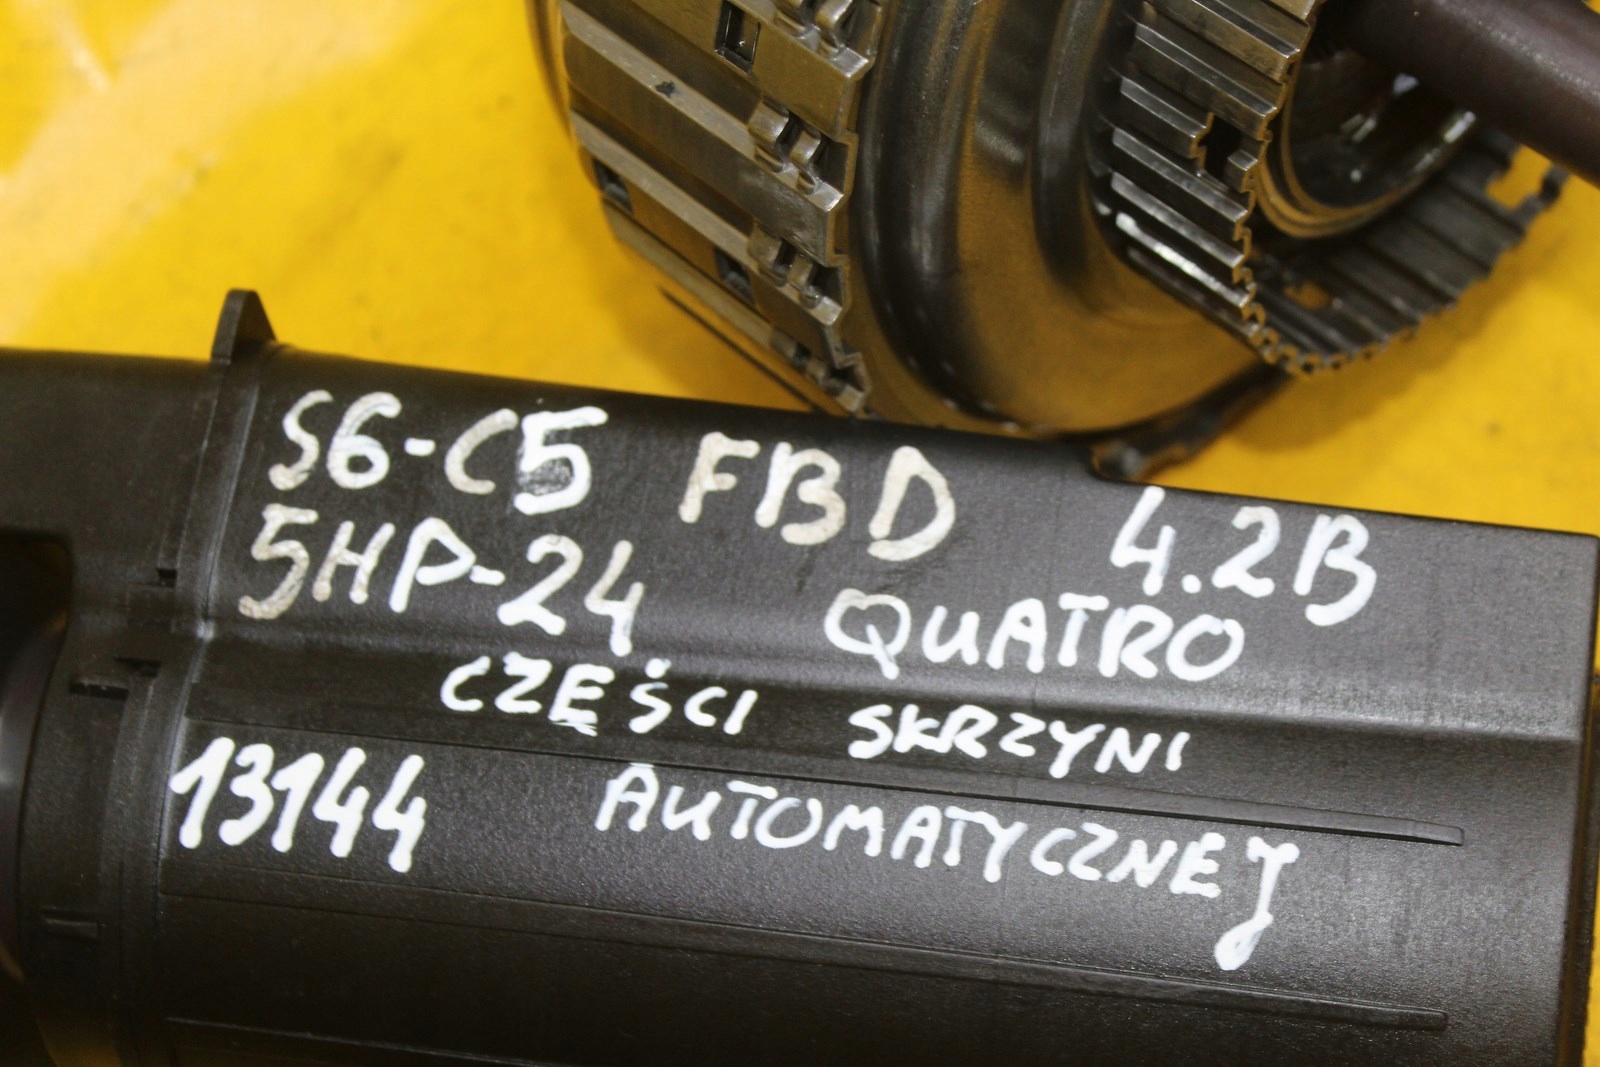 S6-C5 FBD 4.2B
5HP-24 QUATRO
CZĘŚCI SKRZYNI
13144 AUTOMATYCZNEJ